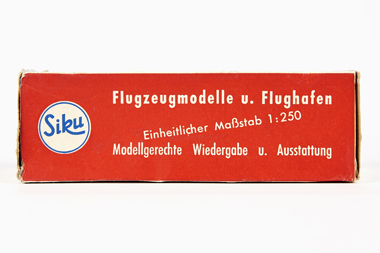 Siku
Flugzeugmodelle u. Flughafen
Einheitlicher Maßstab 1:250
Modellgerechte Wiedergabe u. Ausstattung